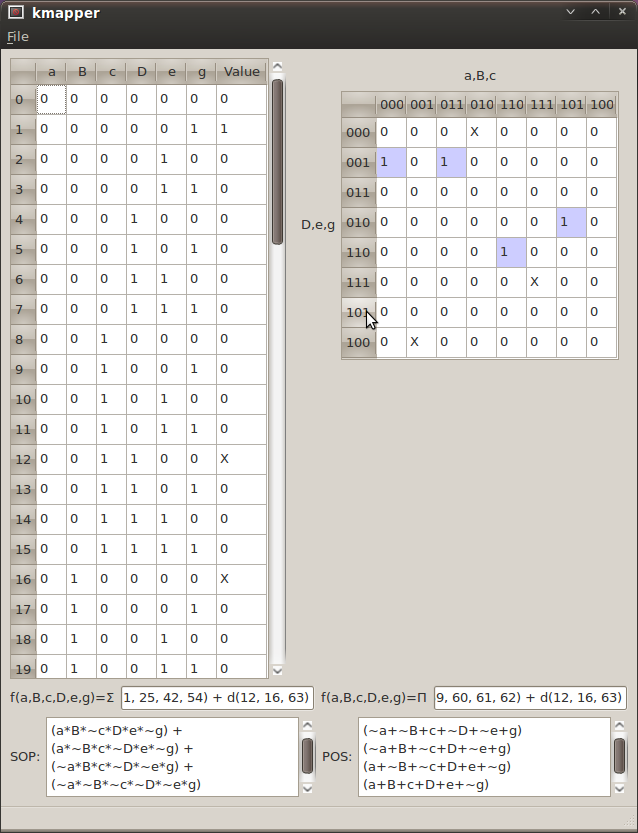 kmapper
File
a B c D e g Value
0 0 0 0 0 0 0 0
1 0 0 0 0 0 1 1
2 0 0 0 0 1 0 0
3 0 0 0 0 1 1 0
4 0 0 0 1 0 0 0
5 0 0 0 1 0 1 0
6 0 0 0 1 1 0 0
7 0 0 0 1 1 1 0
8 0 0 1 0 0 0 0
9 0 0 1 0 0 1 0
10 0 0 1 0 1 0 0
11 0 0 1 0 1 1 0
12 0 0 1 1 0 0 X
13 0 0 1 1 0 1 0
14 0 0 1 1 1 0 0
15 0 0 1 1 1 1 0
16 0 1 0 0 0 0 X
17 0 1 0 0 0 1 0
18 0 1 0 0 1 0 0
19 0 1 0 0 1 1 0
a,B,c
D,e,g
000 001 011 010 110 111 101 100
000 0 0 0 X 0 0 0 0
001 1 0 1 0 0 0 0 0
011 0 0 0 0 0 0 0 0
010 0 0 0 0 0 0 1 0
110 0 0 0 0 1 0 0 0
111 0 0 0 0 0 X 0 0
101 0 0 0 0 0 0 0 0
100 0 X 0 0 0 0 0 0
f(a,B,c,D,e,g)=Σ 1, 25, 42, 54) + d(12, 16, 63)
f(a,B,c,D,e,g)=Π 9, 60, 61, 62) + d(12, 16, 63)
SOP:
(a*B*~c*D*e*~g) +
(a*~B*c*~D*e*~g) +
(~a*B*c*~D*~e*g) +
(~a*~B*~c*~D*~e*g)
POS:
(~a+~B+c+~D+~e+g)
(~a+B+~c+D+~e+g)
(a+~B+~c+D+e+~g)
(a+B+c+D+e+~g)